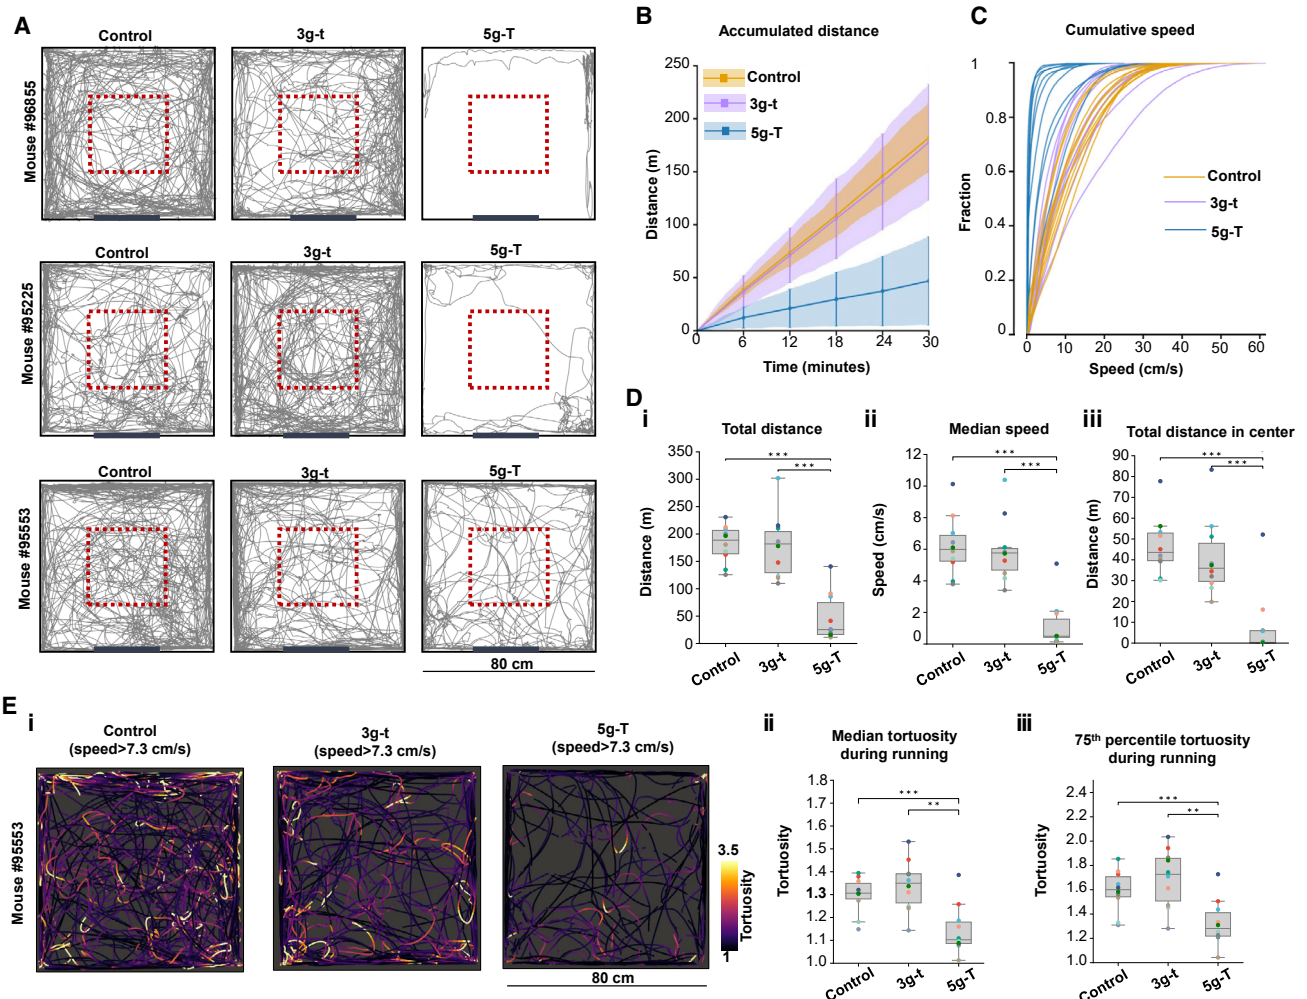 A
Control
3g-t
5g-T
Mouse #96855
Control
3g-t
5g-T
Mouse #95225
Control
3g-t
5g-T
Mouse #95553
80 cm
B
Accumulated distance
250
200
150
100
50
0
Distance (m)
Control
3g-t
5g-T
0
6
12
18
24
30
Time (minutes)
C
Cumulative speed
1
0.8
0.6
0.4
0.2
0
Fraction
Control
3g-t
5g-T
0
10
20
30
40
50
60
Speed (cm/s)
D
i
Total distance
350
300
250
200
150
100
50
0
Distance (m)
***
***
Control
3g-t
5g-T
ii
Median speed
12
10
8
6
4
2
0
Speed (cm/s)
***
***
Control
3g-t
5g-T
iii
Total distance in center
90
80
70
60
50
40
30
20
10
0
Distance (m)
***
***
Control
3g-t
5g-T
E
i
Control
(speed>7.3 cm/s)
3g-t
(speed>7.3 cm/s)
5g-T
(speed>7.3 cm/s)
Mouse #95553
3.5
Tortuosity
1
80 cm
ii
Median tortuosity
during running
1.8
1.7
1.6
1.5
1.4
1.3
1.2
1.1
1.0
Tortuosity
***
**
Control
3g-t
5g-T
iii
75th percentile tortuosity
during running
2.4
2.2
2.0
1.8
1.6
1.4
1.2
1.0
Tortuosity
***
**
Control
3g-t
5g-T